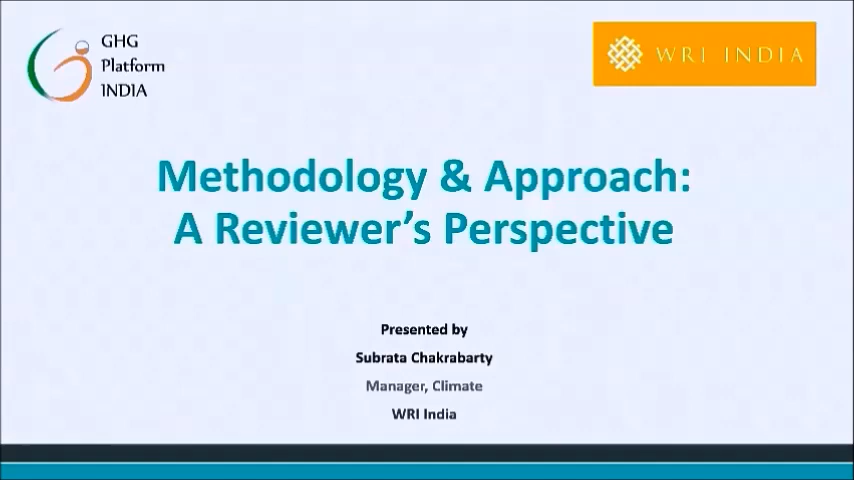 GHG
Platform
INDIA
WRI INDIA
Methodology & Approach:
A Reviewer's Perspective
Presented by
Subrata Chakrabarty
Manager, Climate
WRI India